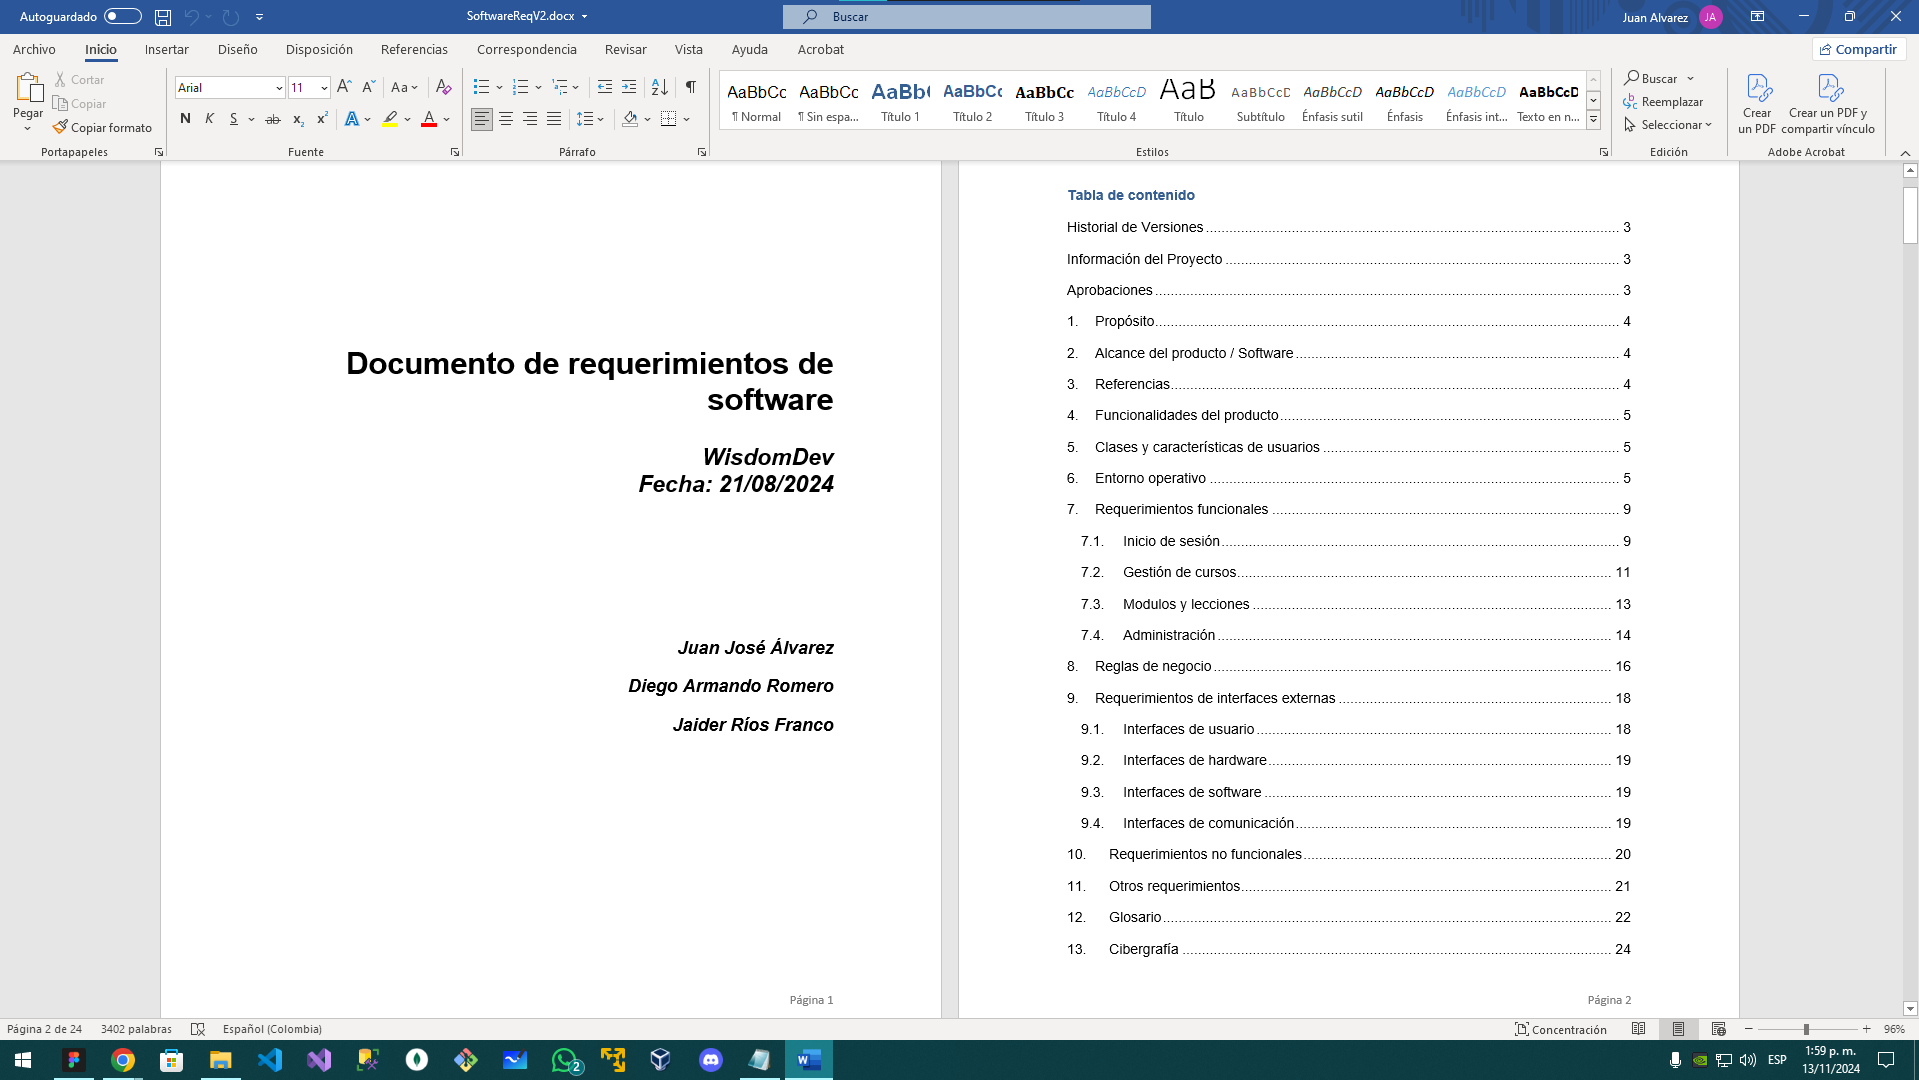 Autoguardado
SoftwareReqV2.docx
Buscar
Juan Alvarez
JA
Archivo
Inicio
Insertar
Diseño
Disposición
Referencias
Correspondencia
Revisar
Vista
Ayuda
Acrobat
Compartir
Pegar
Cortar
Copiar
Copiar formato
Portapapeles
Arial
11
Fuente
Párrafo
AaBbCc
¶ Normal
AaBbCc
¶ Sin espa...
AaBb(
Título 1
AaBbCc
Título 2
AaBbCc
Título 3
AaBbCcD
Título 4
AaB
Título
AaBbCcD
Subtítulo
AaBbCcD
Énfasis sutil
AaBbCcD
Énfasis
AaBbCcD
Énfasis int...
AaBbCcD
Texto en n...
Estilos
Buscar
Reemplazar
Seleccionar
Edición
Crear un PDF
Crear un PDF y compartir vínculo
Adobe Acrobat
Documento de requerimientos de
software
WisdomDev
Fecha: 21/08/2024
Juan José Álvarez
Diego Armando Romero
Jaider Ríos Franco
Página 1
Tabla de contenido
Historial de Versiones 3
Información del Proyecto 3
Aprobaciones 3
1. Propósito 4
2. Alcance del producto / Software 4
3. Referencias 4
4. Funcionalidades del producto 5
5. Clases y características de usuarios 5
6. Entorno operativo 5
7. Requerimientos funcionales 9
7.1. Inicio de sesión 9
7.2. Gestión de cursos 11
7.3. Modulos y lecciones 13
7.4. Administración 14
8. Reglas de negocio 16
9. Requerimientos de interfaces externas 18
9.1. Interfaces de usuario 18
9.2. Interfaces de hardware 19
9.3. Interfaces de software 19
9.4. Interfaces de comunicación 19
10. Requerimientos no funcionales 20
11. Otros requerimientos 21
12. Glosario 22
13. Cibergrafía 24
Página 2
Página 2 de 24
3402 palabras
Español (Colombia)
Concentración
96%
2
ESP
1:59 p. m.
13/11/2024